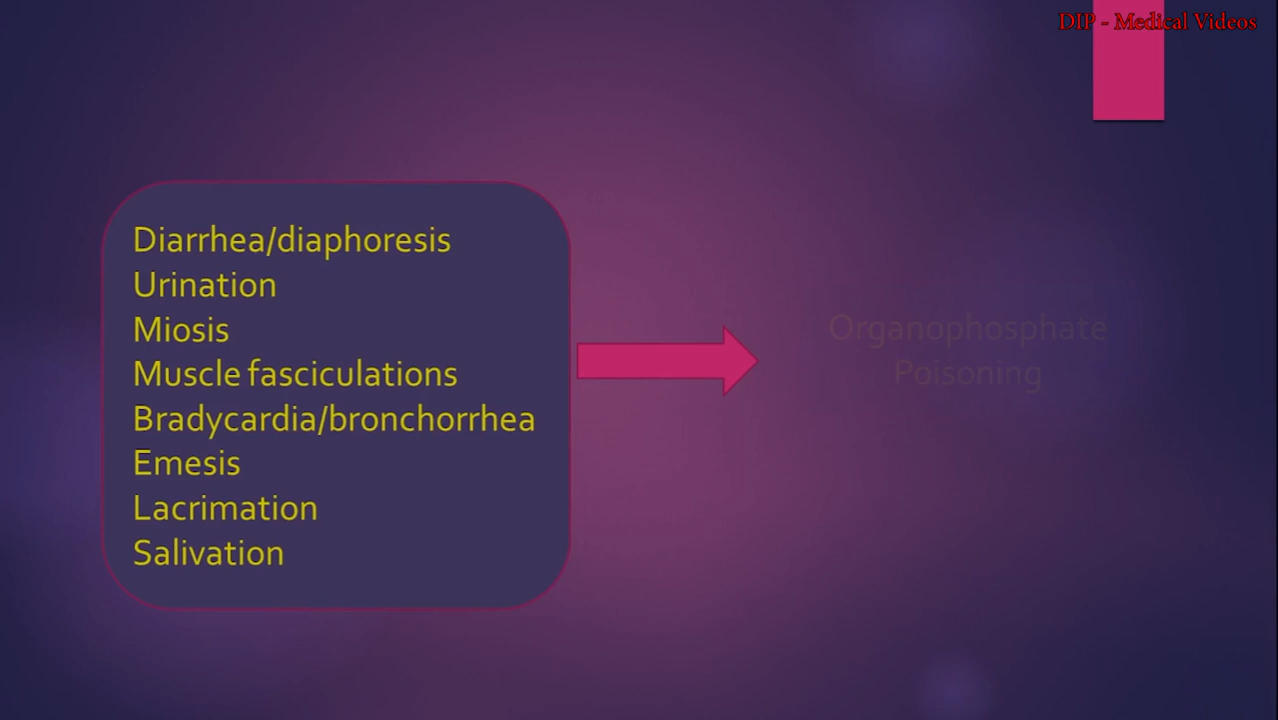 DIP - Medical Videos
Diarrhea/diaphoresis
Urination
Miosis
Muscle fasciculations
Bradycardia/bronchorrhea
Emesis
Lacrimation
Salivation
Organophosphate
Poisoning